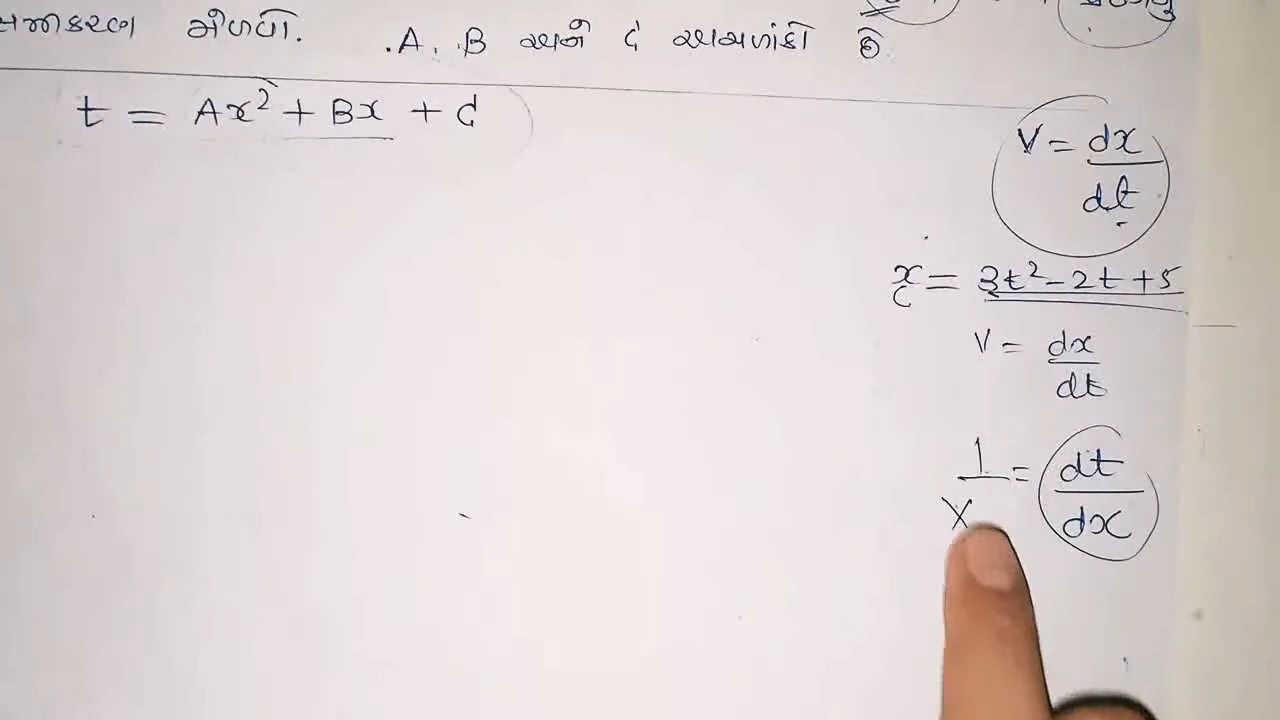 સમીકરણ મેળવો. A, B અને C અચળાંકો છે
t = Ax² + Bx + C
V = dx/dt
x = 3t² - 2t + 5
V = dx/dt
1/V = dt/dx